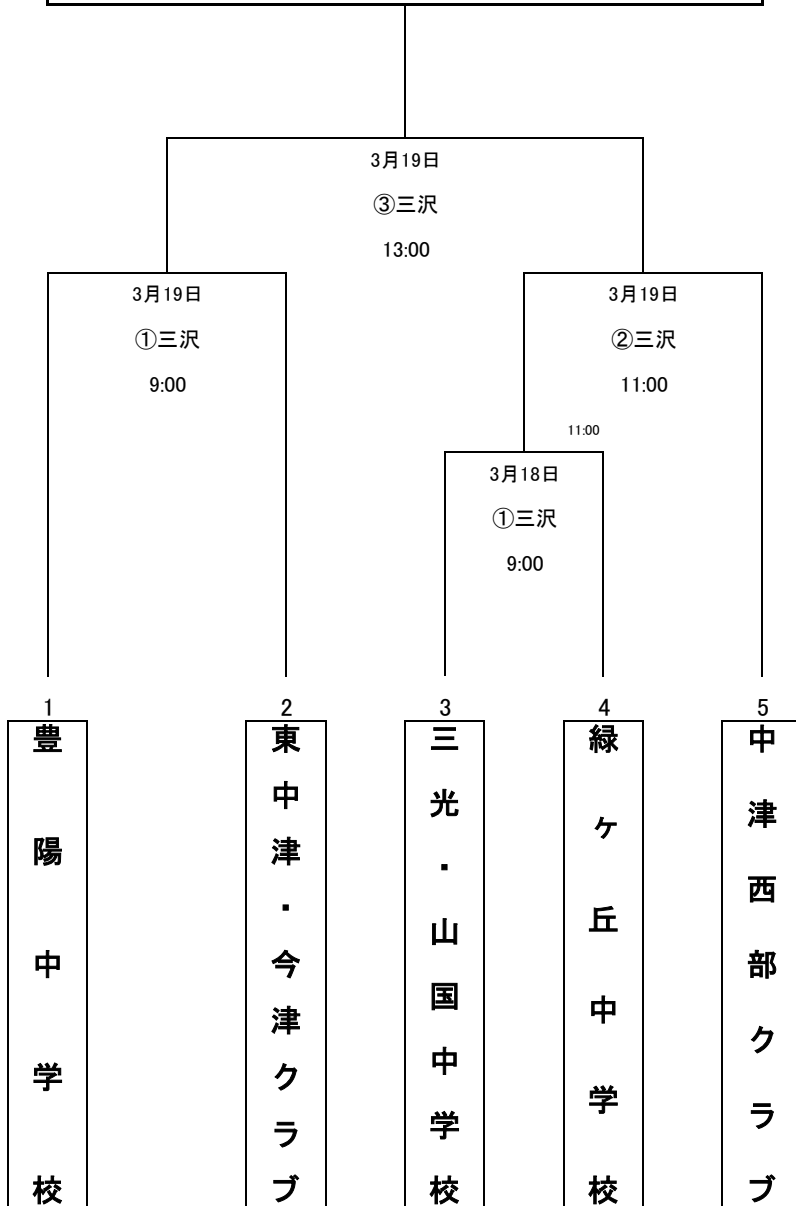 3月19日
③三沢
13:00
3月19日
①三沢
9:00
3月19日
②三沢
11:00
11:00
3月18日
①三沢
9:00
1
2
3
4
5
豊陽中学校
東中津・今津クラブ
三光・山国中学校
緑ヶ丘中学校
中津西部クラブ